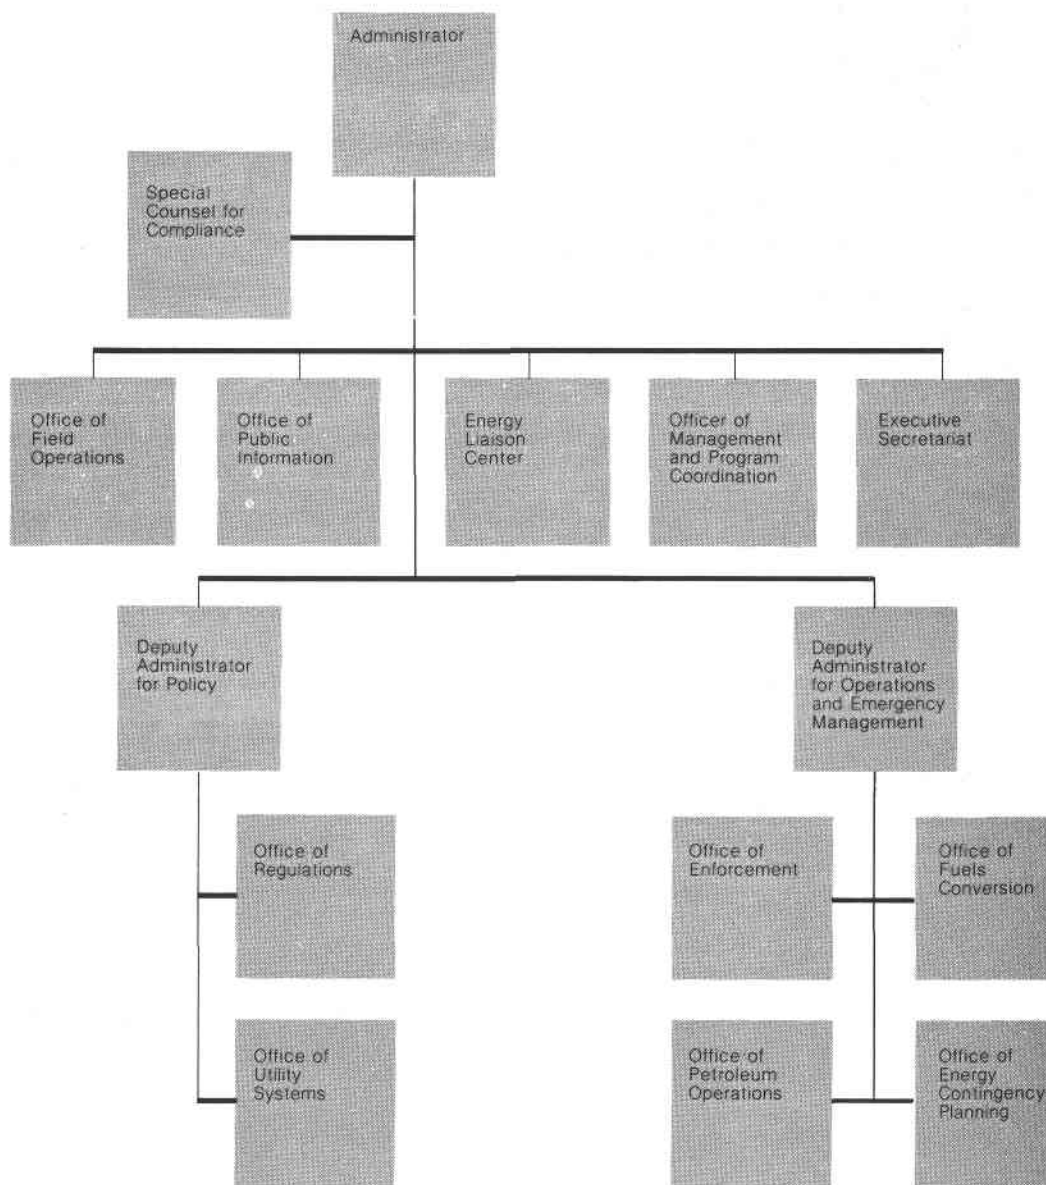 Administrator
Special
Counsel for
Compliance
Office of
Field
Operations
Office of
Public
Information
Energy
Liaison
Center
Officer of
Management
and Program
Coordination
Executive
Secretariat
Deputy
Administrator
for Policy
Deputy
Administrator
for Operations
and Emergency
Management
Office of
Regulations
Office of
Enforcement
Office of
Fuels
Conversion
Office of
Utility
Systems
Office of
Petroleum
Operations
Office of
Energy
Contingency
Planning